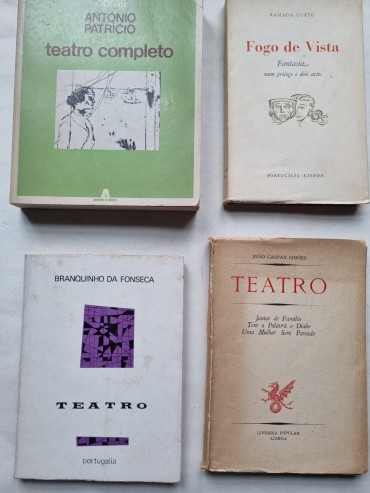 obras
ANTÓNIO
PATRÍCIO
teatro completo
RAMADA CURTO
Fogo de Vista
Fantasia
num prólogo e dois actos
PORTUGÁLIA - LISBOA
BRANQUINHO DA FONSECA
TEATRO
portugália
JOÃO GASPAR SIMÕES
TEATRO
Jantar de Família
Tem a Palavra o Diabo
Uma Mulher Sem Passado
LIVRARIA POPULAR
LISBOA